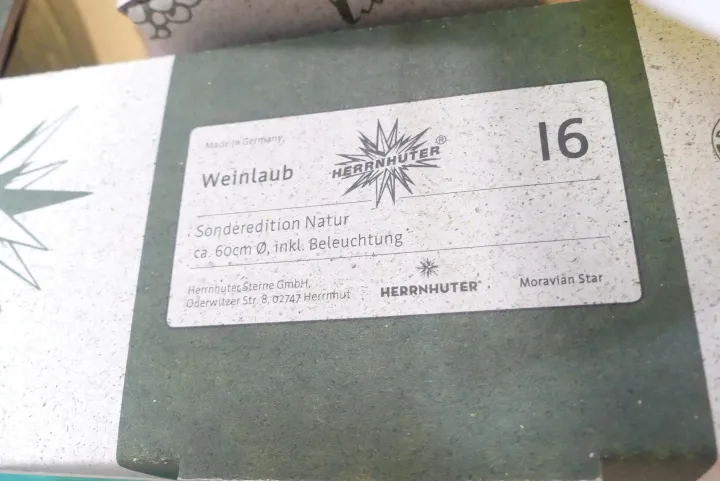 Made in Germany,
Weinlaub
HERRNHUTER®
I6
Sonderedition Natur
ca. 60cm Ø, inkl. Beleuchtung
Herrnhuter Sterne GmbH,
Oderwitzer Str. 8, 02747 Herrnhut
HERRNHUTER®
Moravian Star